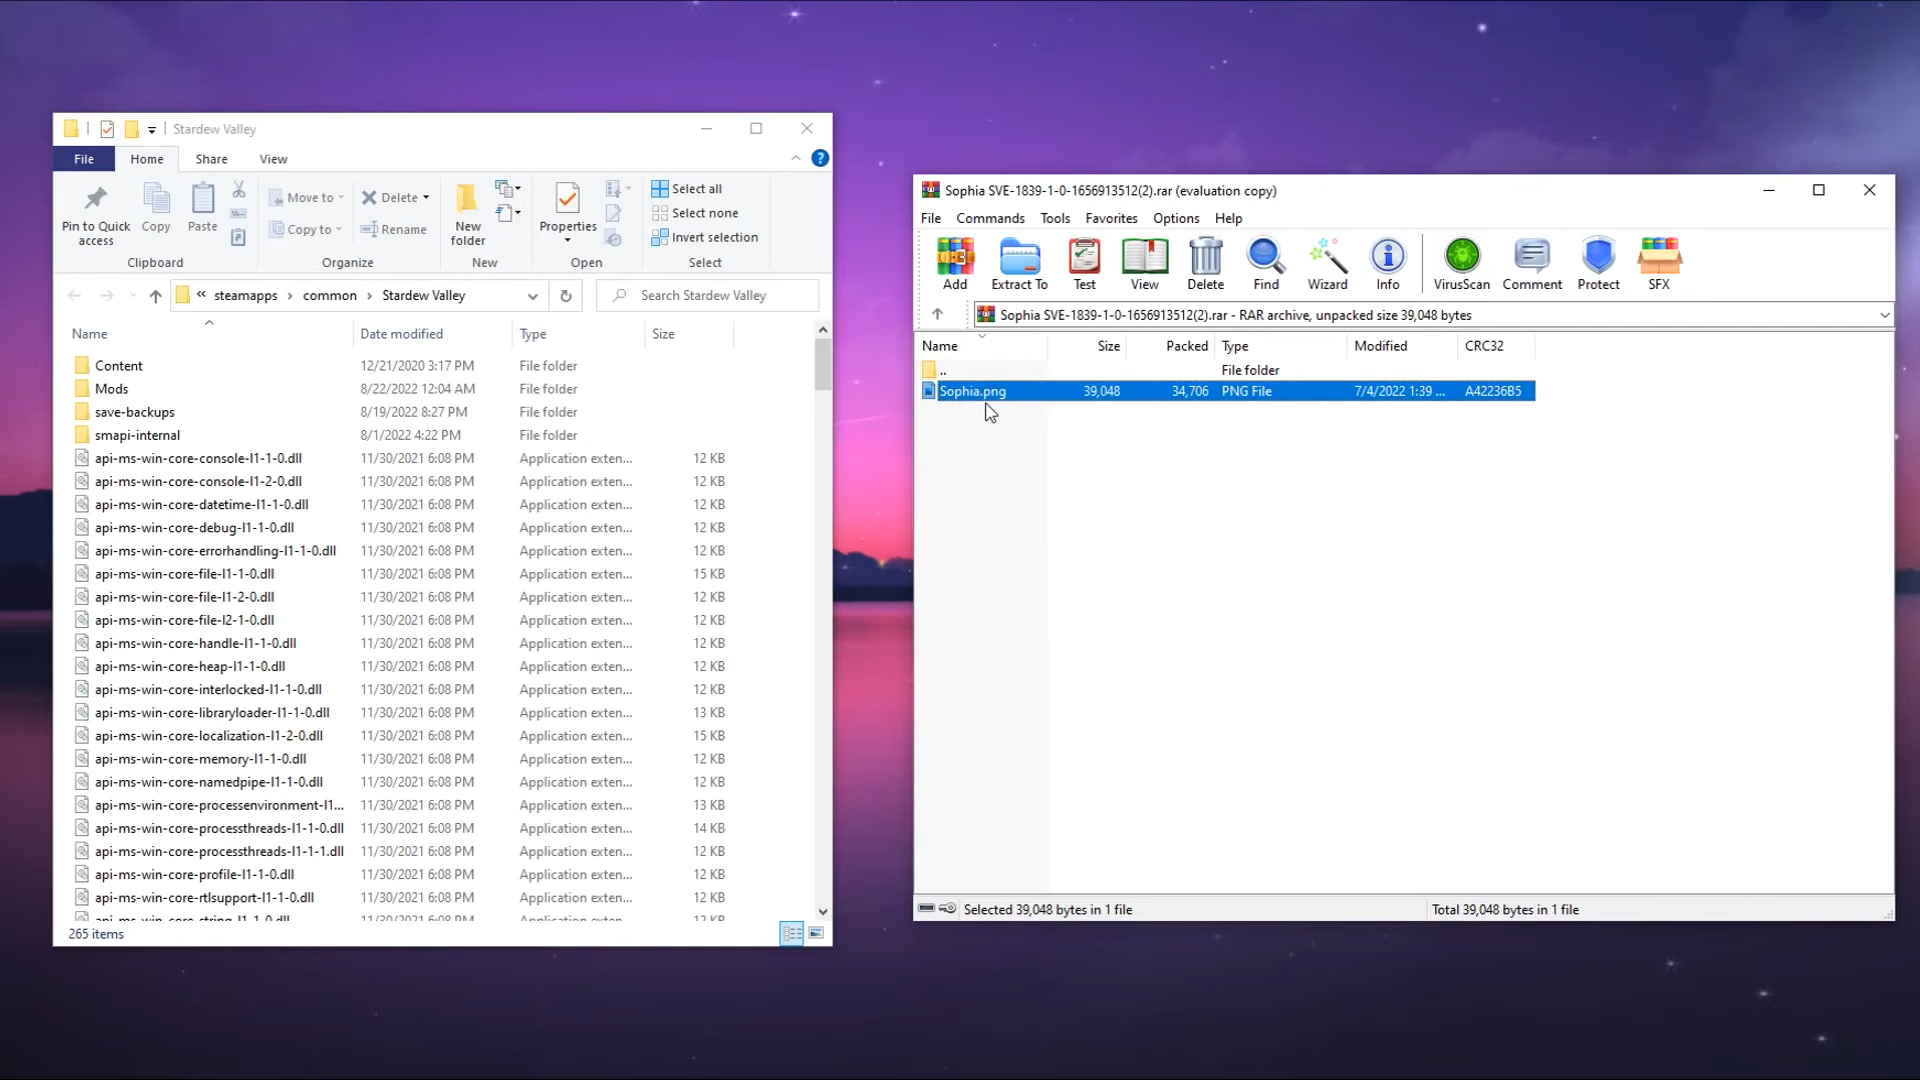 Stardew Valley
File Home Share View
Pin to Quick access
Copy
Paste
Move to
Copy to
Delete
Rename
New folder
Properties
Select all
Select none
Invert selection
Clipboard Organize New Open Select
« steamapps › common › Stardew Valley
Search Stardew Valley
Name Date modified Type Size
Content 12/21/2020 3:17 PM File folder
Mods 8/22/2022 12:04 AM File folder
save-backups 8/19/2022 8:27 PM File folder
smapi-internal 8/1/2022 4:22 PM File folder
api-ms-win-core-console-l1-1-0.dll 11/30/2021 6:08 PM Application exten... 12 KB
api-ms-win-core-console-l1-2-0.dll 11/30/2021 6:08 PM Application exten... 12 KB
api-ms-win-core-datetime-l1-1-0.dll 11/30/2021 6:08 PM Application exten... 12 KB
api-ms-win-core-debug-l1-1-0.dll 11/30/2021 6:08 PM Application exten... 12 KB
api-ms-win-core-errorhandling-l1-1-0.dll 11/30/2021 6:08 PM Application exten... 12 KB
api-ms-win-core-file-l1-1-0.dll 11/30/2021 6:08 PM Application exten... 15 KB
api-ms-win-core-file-l1-2-0.dll 11/30/2021 6:08 PM Application exten... 12 KB
api-ms-win-core-file-l2-1-0.dll 11/30/2021 6:08 PM Application exten... 12 KB
api-ms-win-core-handle-l1-1-0.dll 11/30/2021 6:08 PM Application exten... 12 KB
api-ms-win-core-heap-l1-1-0.dll 11/30/2021 6:08 PM Application exten... 12 KB
api-ms-win-core-interlocked-l1-1-0.dll 11/30/2021 6:08 PM Application exten... 12 KB
api-ms-win-core-libraryloader-l1-1-0.dll 11/30/2021 6:08 PM Application exten... 13 KB
api-ms-win-core-localization-l1-2-0.dll 11/30/2021 6:08 PM Application exten... 15 KB
api-ms-win-core-memory-l1-1-0.dll 11/30/2021 6:08 PM Application exten... 12 KB
api-ms-win-core-namedpipe-l1-1-0.dll 11/30/2021 6:08 PM Application exten... 12 KB
api-ms-win-core-processenvironment-l1... 11/30/2021 6:08 PM Application exten... 13 KB
api-ms-win-core-processthreads-l1-1-0.dll 11/30/2021 6:08 PM Application exten... 14 KB
api-ms-win-core-processthreads-l1-1-1.dll 11/30/2021 6:08 PM Application exten... 12 KB
api-ms-win-core-profile-l1-1-0.dll 11/30/2021 6:08 PM Application exten... 12 KB
api-ms-win-core-rtlsupport-l1-1-0.dll 11/30/2021 6:08 PM Application exten... 12 KB
api-ms-win-core-string-l1-1-0.dll 11/30/2021 6:08 PM Application exten... 12 KB
265 items
Sophia SVE-1839-1-0-1656913512(2).rar (evaluation copy)
File Commands Tools Favorites Options Help
Add Extract To Test View Delete Find Wizard Info VirusScan Comment Protect SFX
Sophia SVE-1839-1-0-1656913512(2).rar - RAR archive, unpacked size 39,048 bytes
Name Size Packed Type Modified CRC32
.. File folder
Sophia.png 39,048 34,706 PNG File 7/4/2022 1:39 ... A42236B5
Selected 39,048 bytes in 1 file
Total 39,048 bytes in 1 file